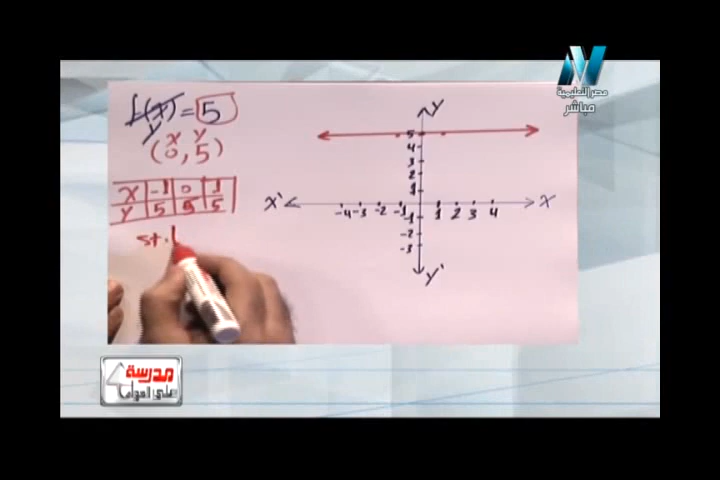 f(x) = 5
y
x y
(0, 5)
x -1 0 1
y 5 5 5
st. l
Y
5
4
3
2
1
X' -4 -3 -2 -1 1 2 3 4 X
-1
-2
-3
Y'
مصر التعليمية
مباشر
مدرسة
على الهواء